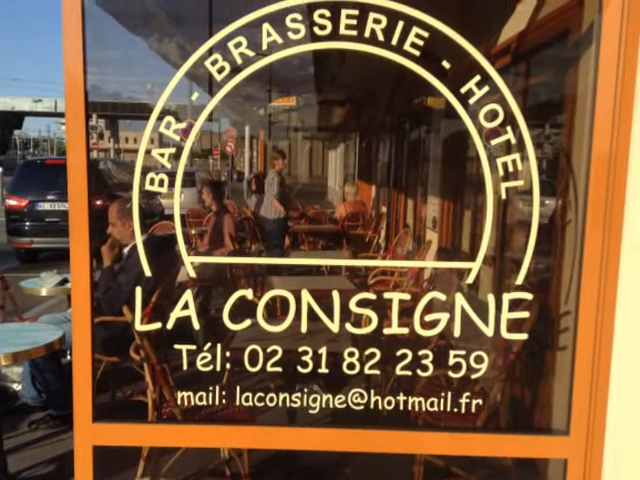 BAR - BRASSERIE - HOTEL
LA CONSIGNE
Tél: 02 31 82 23 59
mail: laconsigne@hotmail.fr